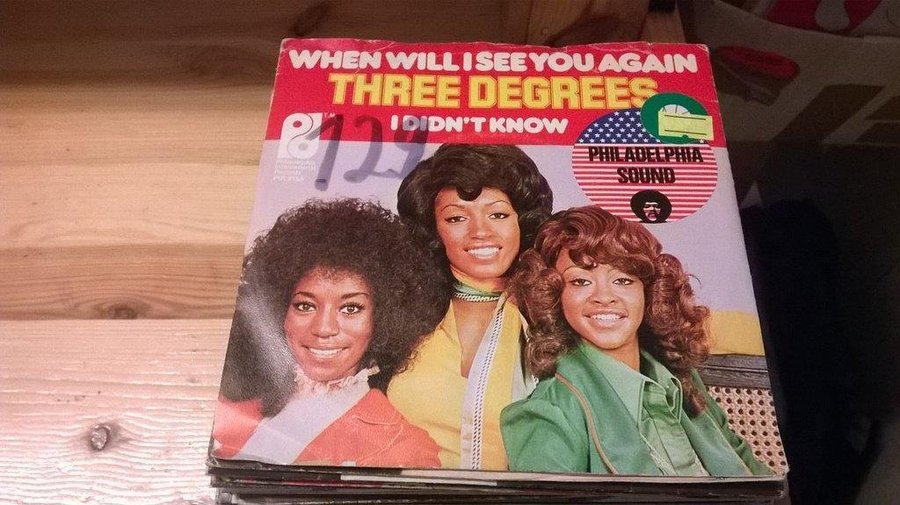 WHEN WILL I SEE YOU AGAIN
THREE DEGREES
I DIDN'T KNOW
129
PHILADELPHIA
SOUND